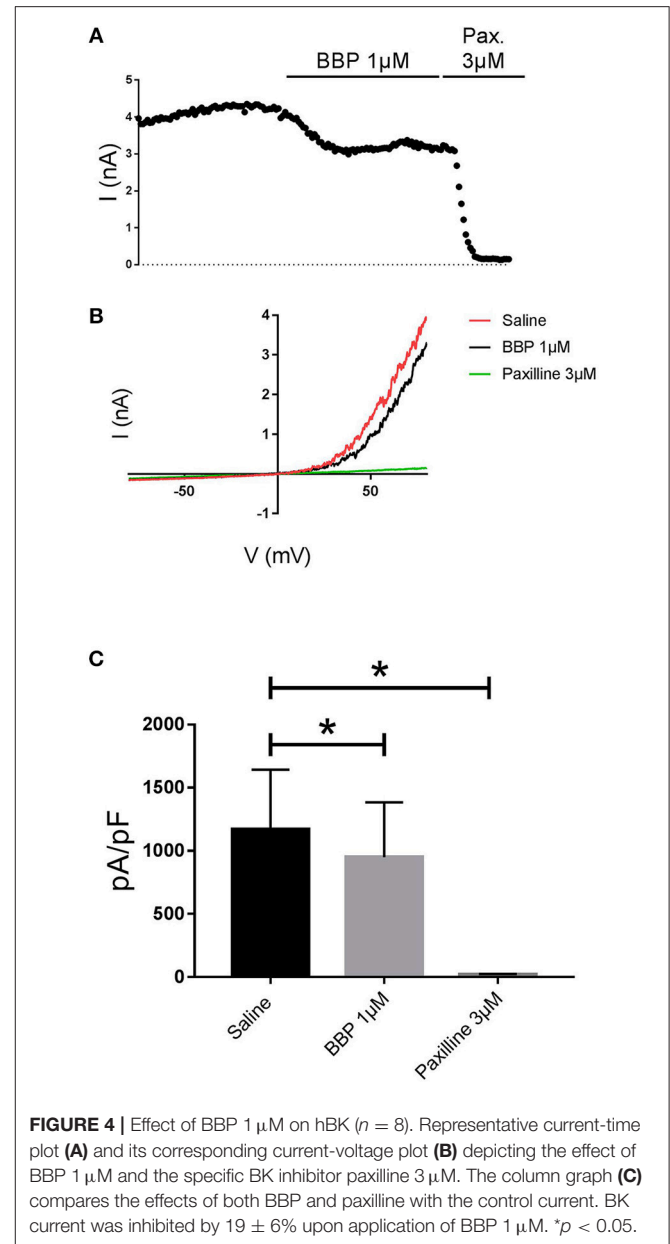 A
BBP 1µM
Pax.
3µM
5
4
3
2
1
0
I (nA)
B
4
3
2
1
-1
-50
50
I (nA)
V (mV)
Saline
BBP 1µM
Paxilline 3µM
C
*
*
2000
1500
1000
500
0
pA/pF
Saline
BBP 1µM
Paxilline 3µM
FIGURE 4 | Effect of BBP 1 µM on hBK (n = 8). Representative current-time
plot (A) and its corresponding current-voltage plot (B) depicting the effect of
BBP 1 µM and the specific BK inhibitor paxilline 3 µM. The column graph (C)
compares the effects of both BBP and paxilline with the control current. BK
current was inhibited by 19 ± 6% upon application of BBP 1 µM. *p < 0.05.